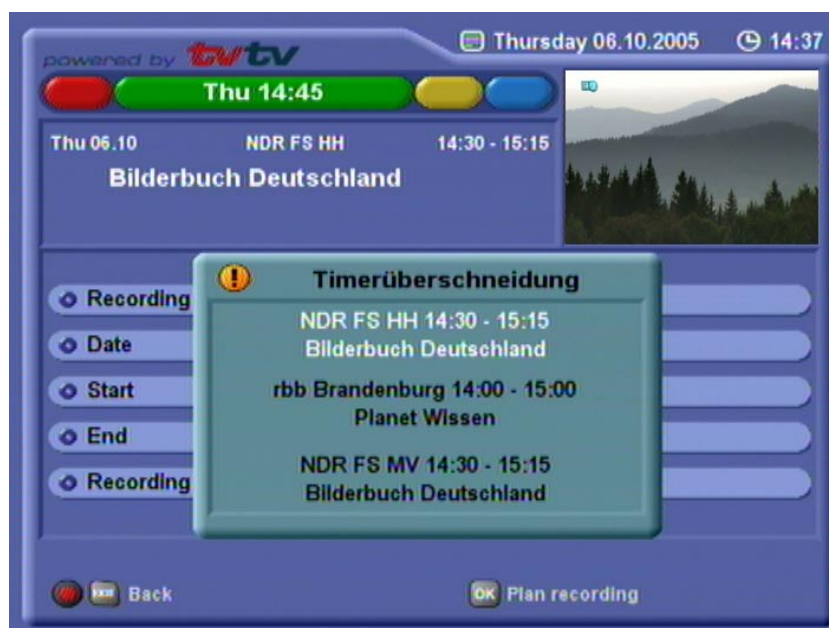 powered by tvtv
Thursday 06.10.2005 14:37
Thu 14:45
Thu 06.10 NDR FS HH 14:30 - 15:15
Bilderbuch Deutschland
Timerüberschneidung
Recording
NDR FS HH 14:30 - 15:15
Date
Bilderbuch Deutschland
Start
rbb Brandenburg 14:00 - 15:00
Planet Wissen
End
NDR FS MV 14:30 - 15:15
Recording
Bilderbuch Deutschland
EXIT Back
OK Plan recording